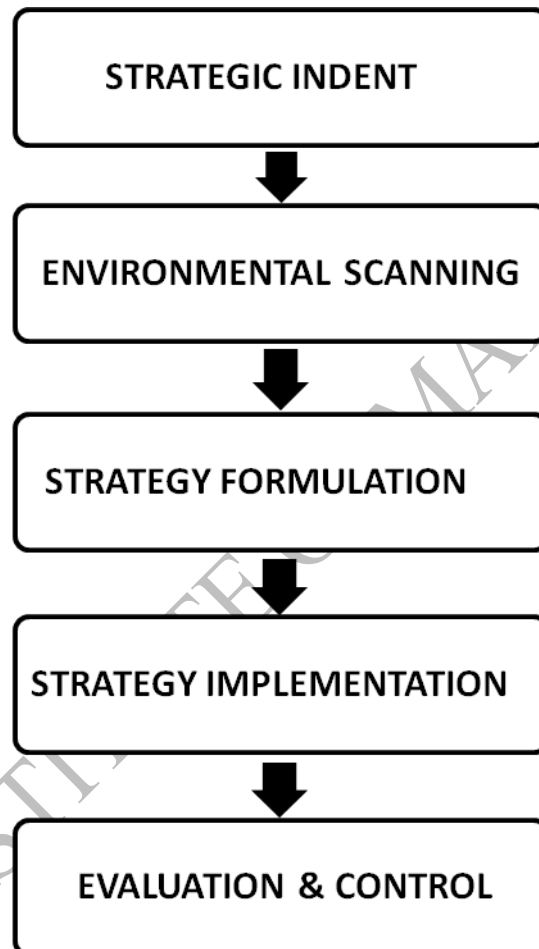 STRATEGIC INDENT
ENVIRONMENTAL SCANNING
STRATEGY FORMULATION
STRATEGY IMPLEMENTATION
EVALUATION & CONTROL